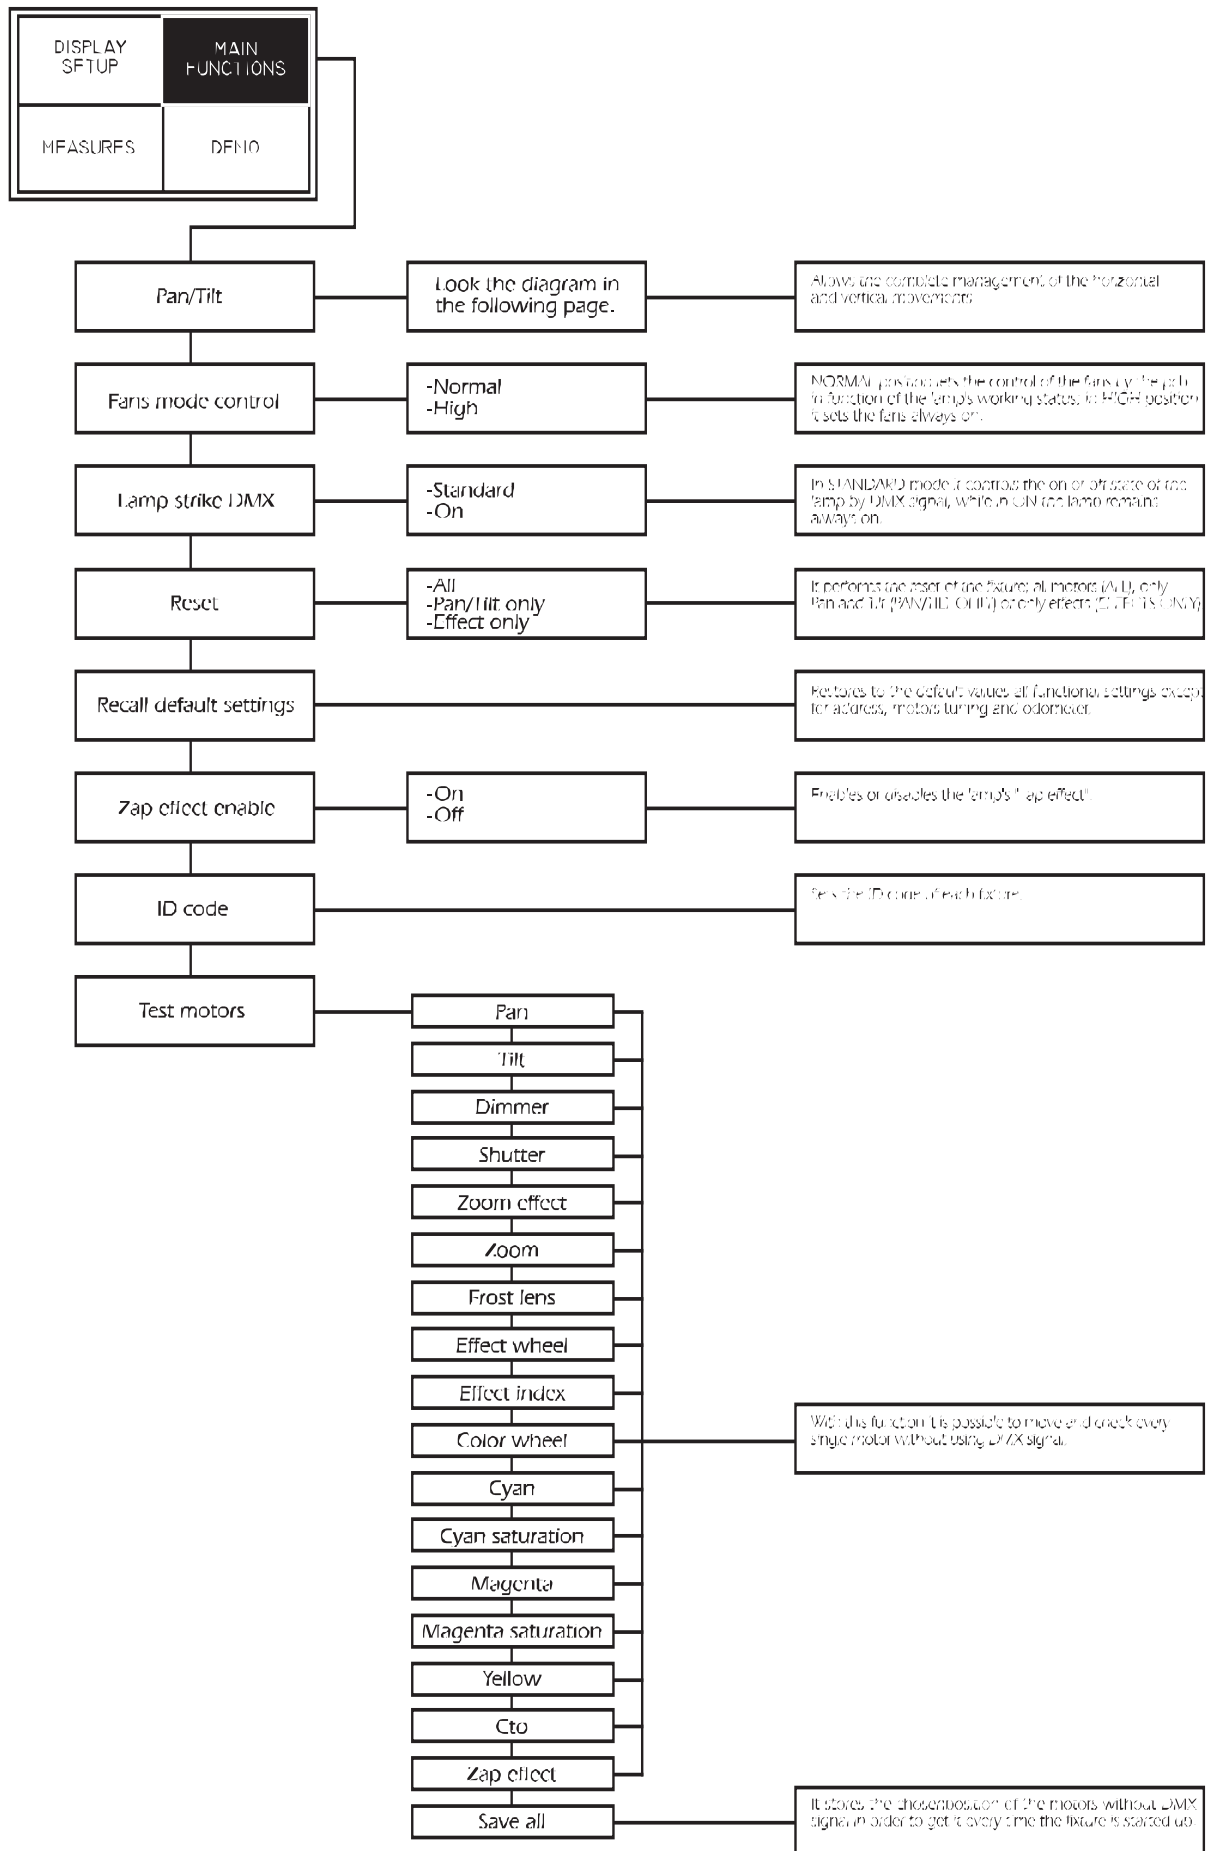 DISPLAY
SETUP
MAIN
FUNCTIONS
MEASURES
DEMO
Pan/Tilt
Look the diagram in
the following page.
Allows the complete management of the horizontal
and vertical movements
Fans mode control
-Normal
-High
NORMAL position sets the control of the fans by the pcb
in function of the lamp's working status; in HIGH position
it sets the fans always on.
Lamp strike DMX
-Standard
-On
In STANDARD mode it controls the on or off state of the
lamp by DMX signal, while in ON the lamp remains
always on.
Reset
-All
-Pan/Tilt only
-Effect only
It performs the reset of the fixture; all motors (ALL), only
Pan and Tilt (PAN/TILT ONLY) or only effects (EFFECTS ONLY)
Recall default settings
Restores to the default values all functional settings except
for address, motors tuning and odometer.
Zap effect enable
-On
-Off
Enables or disables the lamp's "Zap effect".
ID code
Sets the ID code of each fixture.
Test motors
Pan
Tilt
Dimmer
Shutter
Zoom effect
Zoom
Frost lens
Effect wheel
Effect index
Color wheel
With this function it is possible to move and check every
single motor without using DMX signal.
Cyan
Cyan saturation
Magenta
Magenta saturation
Yellow
Cto
Zap effect
Save all
It stores the chosen position of the motors without DMX
signal in order to get it every time the fixture is started up.